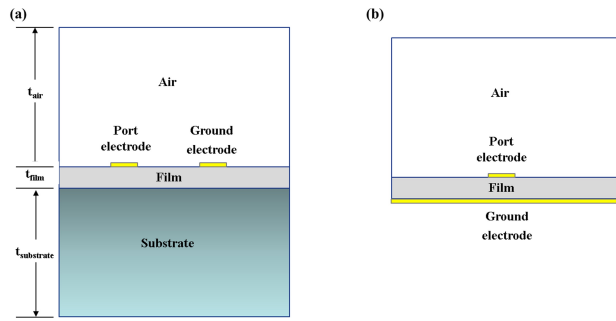 (a)
t_air
t_film
t_substrate
Air
Port
electrode
Ground
electrode
Film
Substrate
(b)
Air
Port
electrode
Film
Ground
electrode